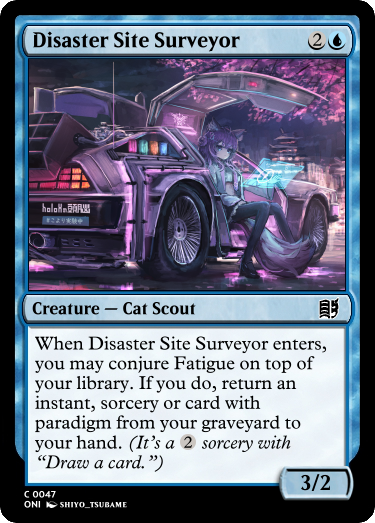 Disaster Site Surveyor
2
holoHn
Creature — Cat Scout
When Disaster Site Surveyor enters,
you may conjure Fatigue on top of
your library. If you do, return an
instant, sorcery or card with
paradigm from your graveyard to
your hand. (It's a 2 sorcery with
“Draw a card.”)
3/2
C 0047
ONI SHIYO_TSUBAME